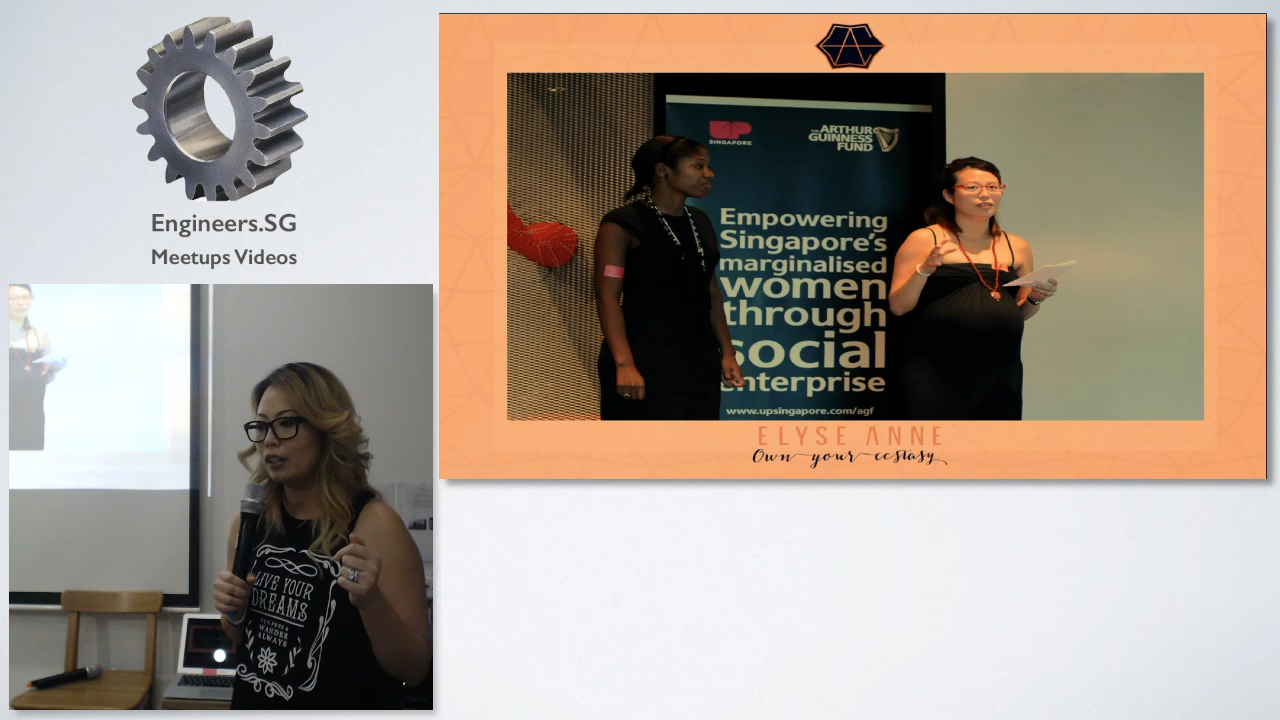 Engineers.SG
Meetups Videos
UP
SINGAPORE
THE ARTHUR
GUINNESS
FUND
Empowering
Singapore's
marginalised
women
through
social
enterprise
www.upsingapore.com/agf
ELYSE ANNE
Own your ecstasy
LIVE YOUR
DREAMS
WANDER
ALWAYS